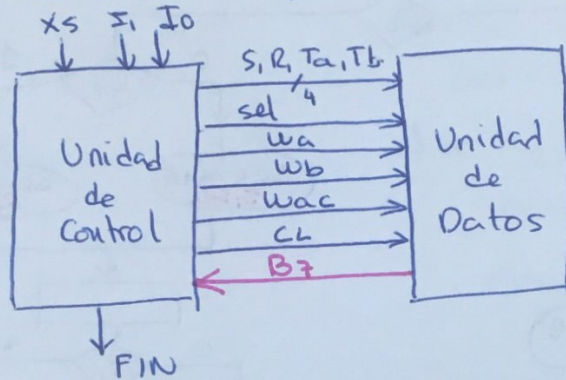 xs I1 I0
S, R, Ta, Tb
4
sel
wa
wb
wac
CL
B7
Unidad
de
Control
Unidad
de
Datos
FIN